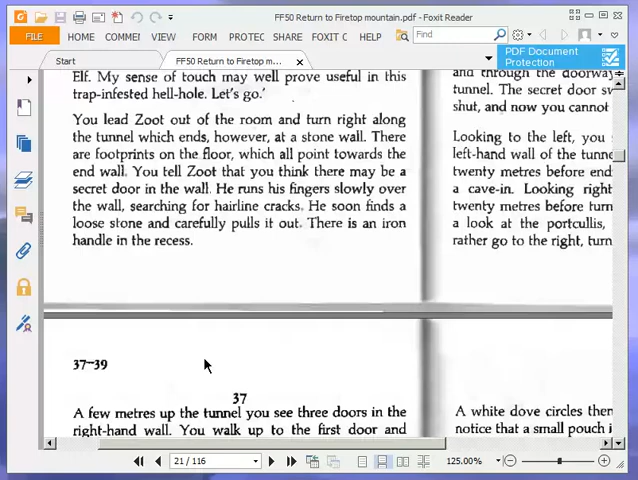 FF50 Return to Firetop mountain.pdf - Foxit Reader
FILE HOME COMMEI VIEW FORM PROTEC SHARE FOXIT C HELP Find
Start FF50 Return to Firetop m...
PDF Document
Protection
Elf. My sense of touch may well prove useful in this
trap-infested hell-hole. Let's go.'
You lead Zoot out of the room and turn right along
the tunnel which ends, however, at a stone wall. There
are footprints on the floor, which all point towards the
end wall. You tell Zoot that you think there may be a
secret door in the wall. He runs his fingers slowly over
the wall, searching for hairline cracks. He soon finds a
loose stone and carefully pulls it out. There is an iron
handle in the recess.
37-39
37
A few metres up the tunnel you see three doors in the
right-hand wall. You walk up to the first door and
and through the doorway
tunnel. The secret door sw
shut, and now you cannot
Looking to the left, you
left-hand wall of the tunne
twenty metres before end
a cave-in. Looking right
twenty metres before turn
a look at the portcullis,
rather go to the right, turn
A white dove circles then
notice that a small pouch i
21 / 116
125.00%